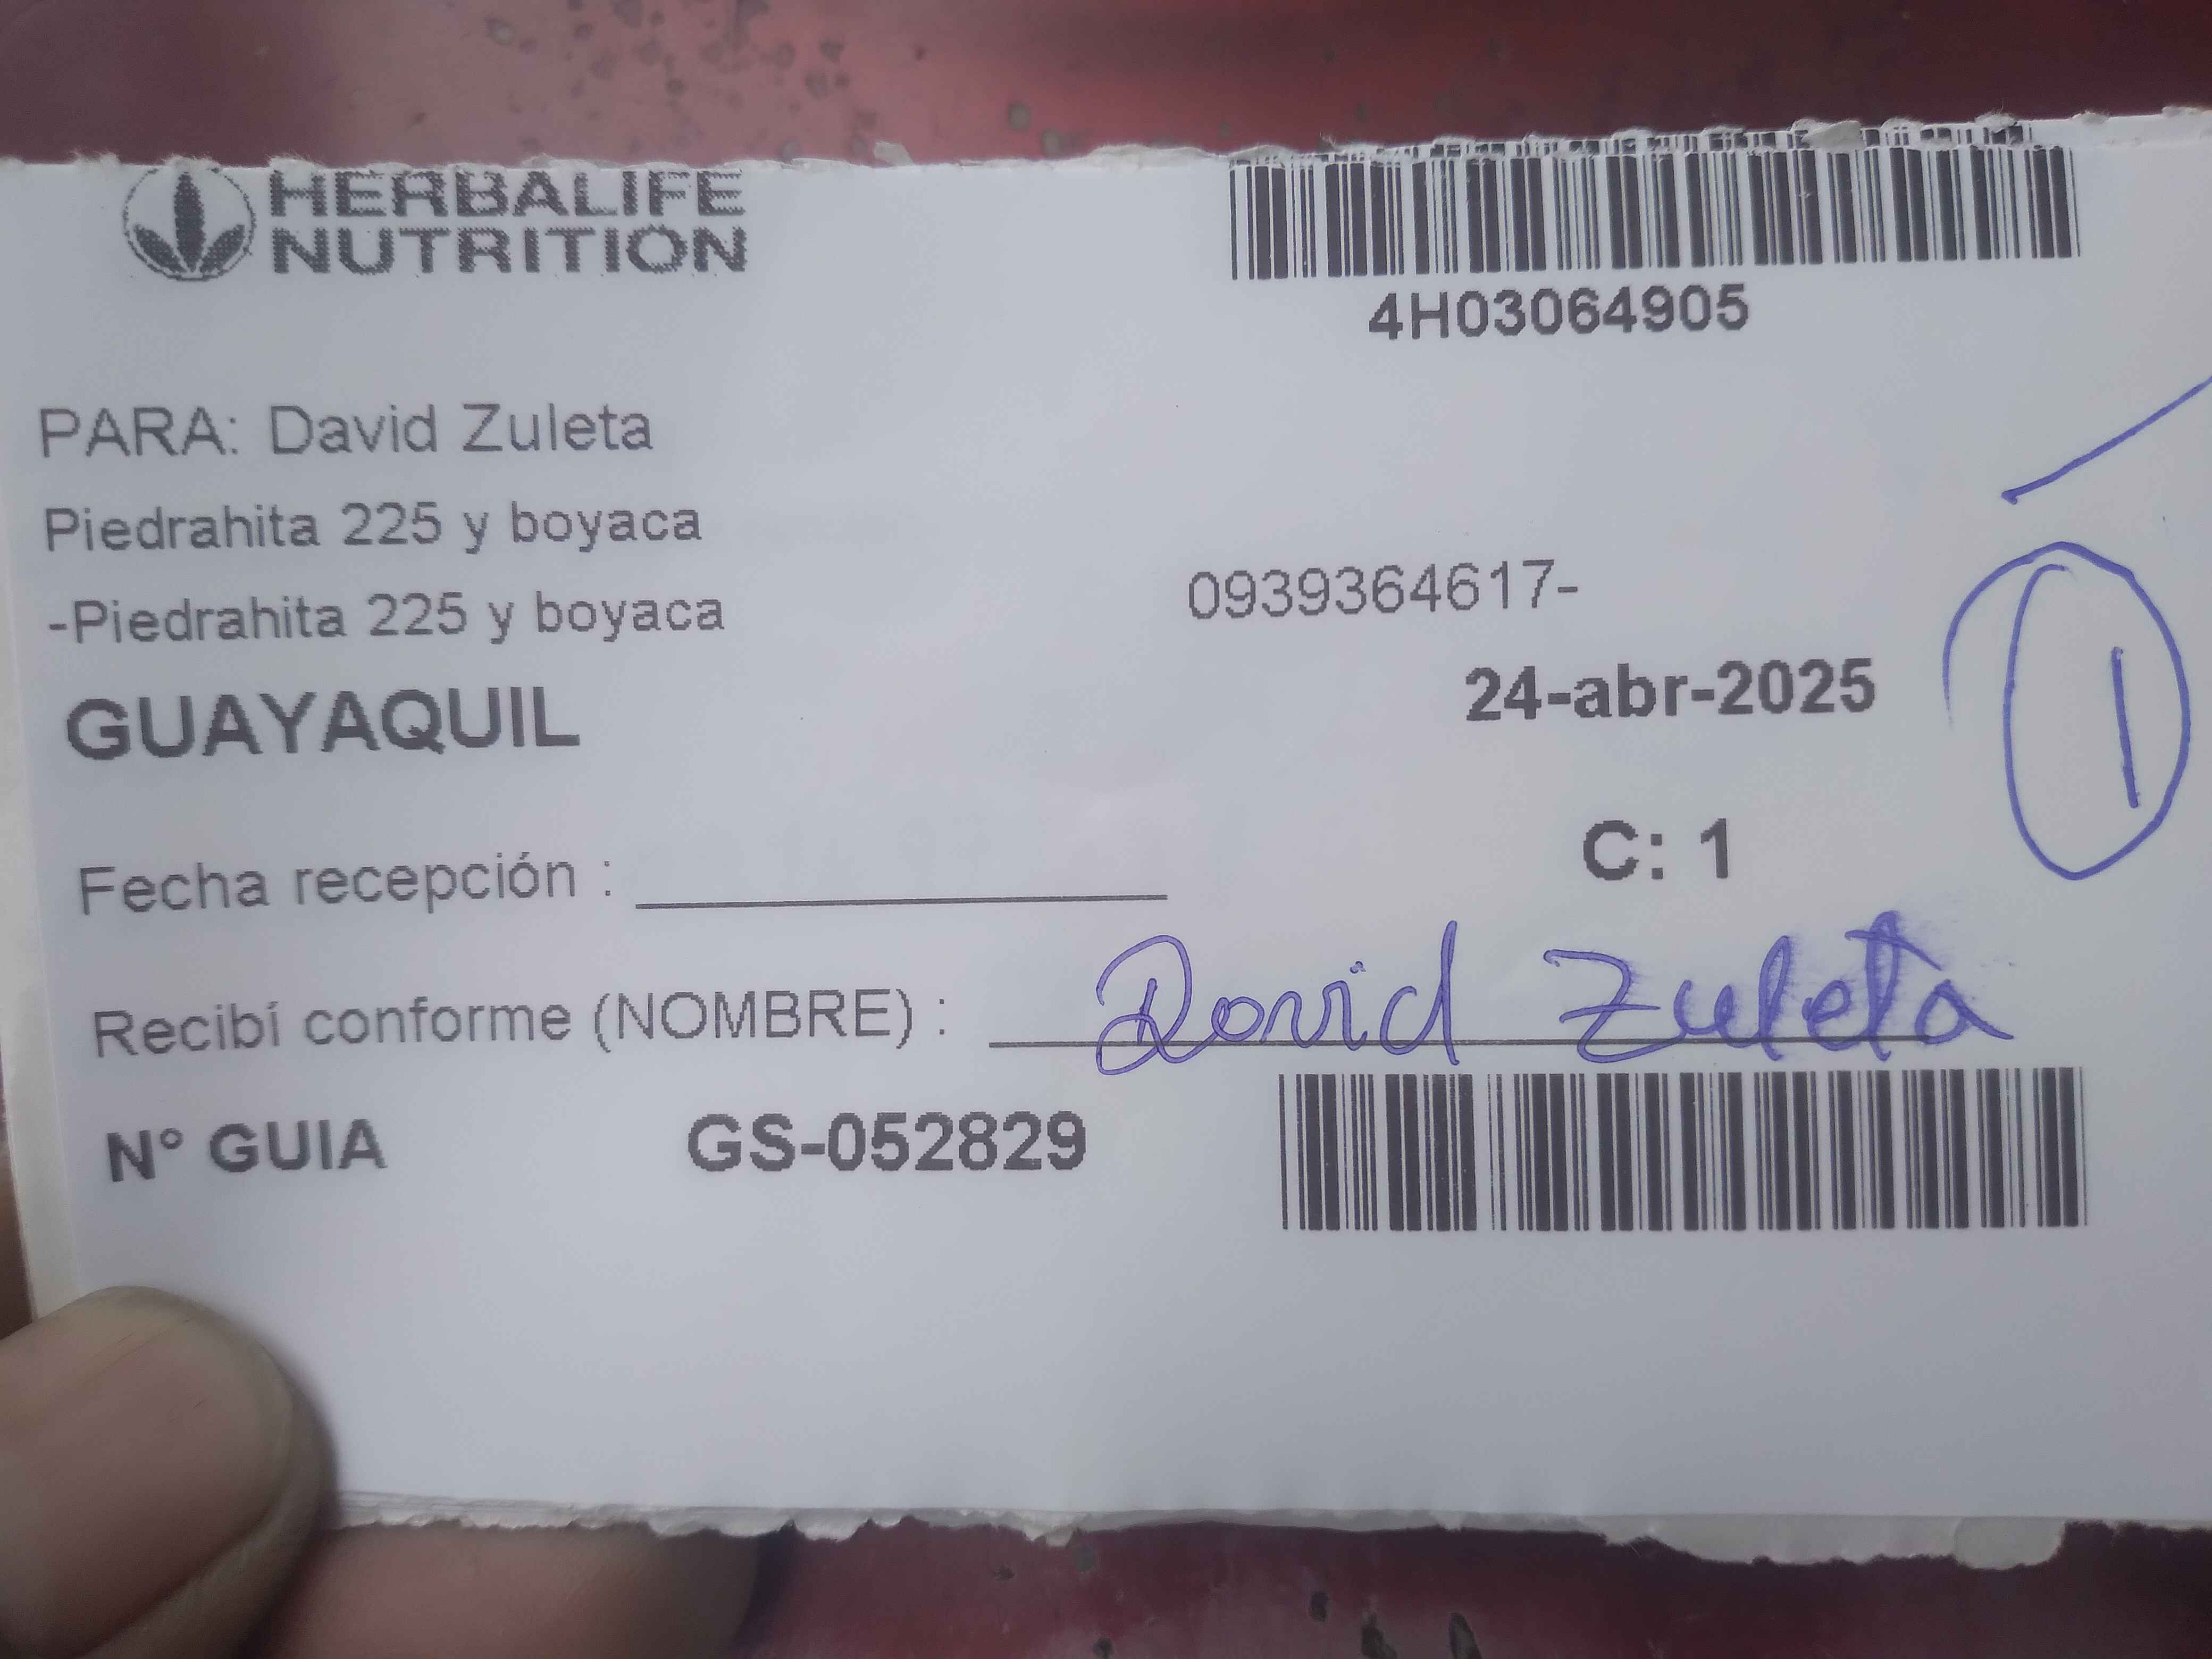 HERBALIFE
NUTRITION
4H03064905
PARA: David Zuleta
Piedrahita 225 y boyaca
-Piedrahita 225 y boyaca
0939364617-
GUAYAQUIL
24-abr-2025
1
C: 1
Fecha recepción :
Recibí conforme (NOMBRE) : David Zuleta
N° GUIA GS-052829